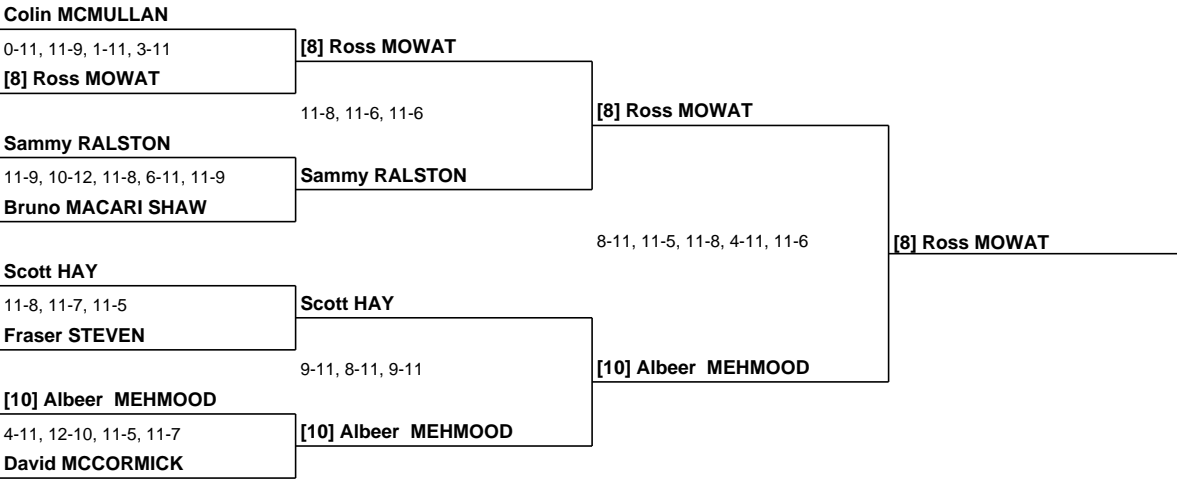 Colin MCMULLAN
0-11, 11-9, 1-11, 3-11
[8] Ross MOWAT
[8] Ross MOWAT
11-8, 11-6, 11-6
[8] Ross MOWAT
Sammy RALSTON
11-9, 10-12, 11-8, 6-11, 11-9
Sammy RALSTON
Bruno MACARI SHAW
8-11, 11-5, 11-8, 4-11, 11-6
[8] Ross MOWAT
Scott HAY
11-8, 11-7, 11-5
Scott HAY
Fraser STEVEN
9-11, 8-11, 9-11
[10] Albeer  MEHMOOD
[10] Albeer  MEHMOOD
4-11, 12-10, 11-5, 11-7
[10] Albeer  MEHMOOD
David MCCORMICK